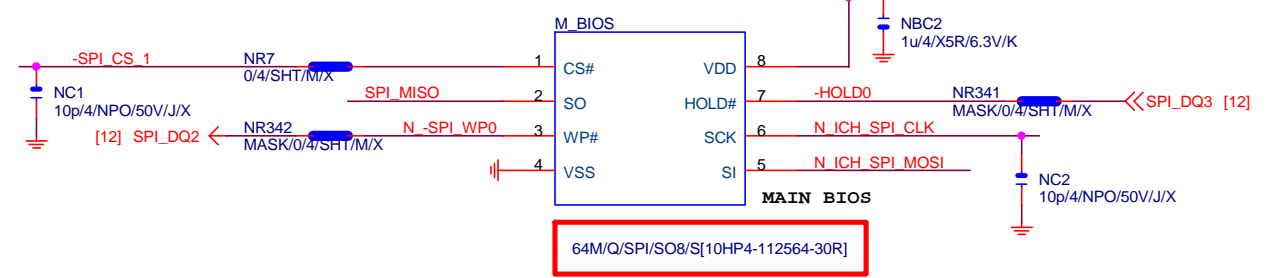 M_BIOS
NBC2
1u/4/X5R/6.3V/K
-SPI_CS_1
NR7
0/4/SHT/M/X
1
CS#
VDD
8
NC1
10p/4/NPO/50V/J/X
SPI_MISO
2
SO
HOLD#
7
-HOLD0
NR341
MASK/0/4/SHT/M/X
SPI_DQ3 [12]
[12] SPI_DQ2
NR342
MASK/0/4/SHT/M/X
N_-SPI_WP0
3
WP#
SCK
6
N_ICH_SPI_CLK
4
VSS
SI
5
N_ICH_SPI_MOSI
NC2
10p/4/NPO/50V/J/X
MAIN BIOS
64M/Q/SPI/SO8/S[10HP4-112564-30R]